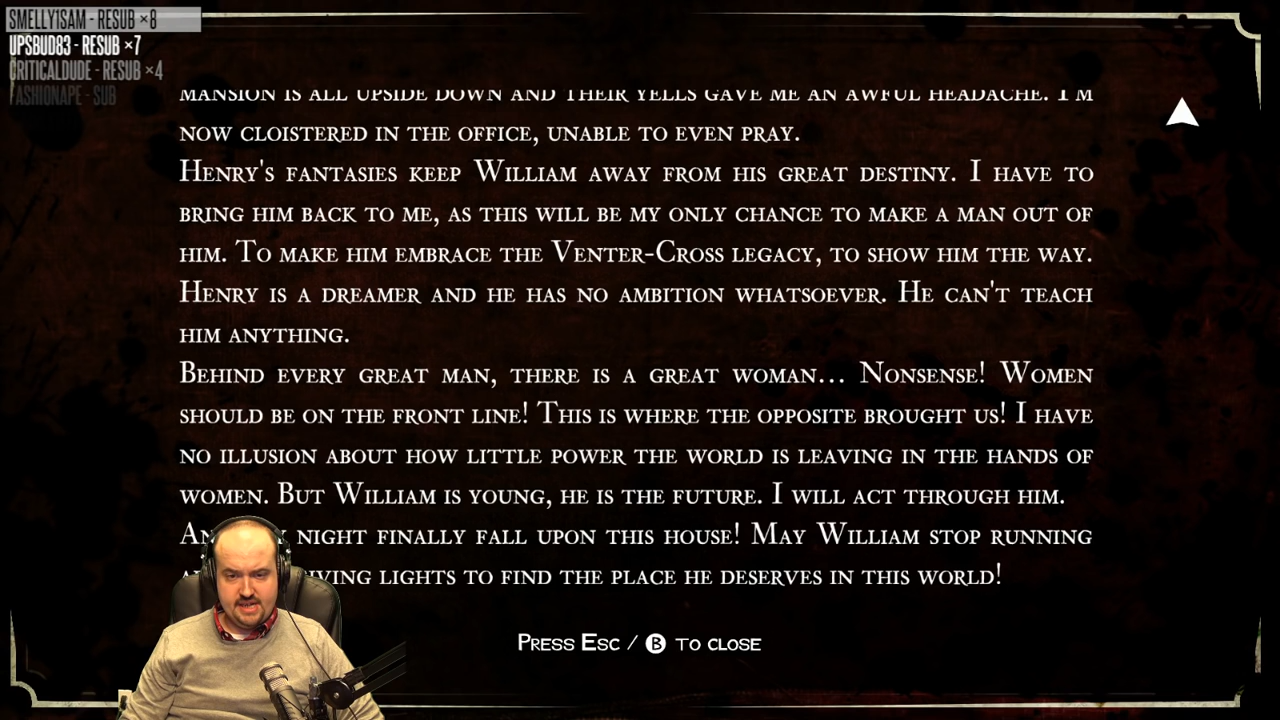 SMELLY1SAM - RESUB ×8
UPSBUD83 - RESUB ×7
CRITICALDUDE - RESUB ×4
FASHIONAPE - SUB
MANSION IS ALL UPSIDE DOWN AND THEIR YELLS GAVE ME AN AWFUL HEADACHE. I'M
NOW CLOISTERED IN THE OFFICE, UNABLE TO EVEN PRAY.
HENRY'S FANTASIES KEEP WILLIAM AWAY FROM HIS GREAT DESTINY. I HAVE TO
BRING HIM BACK TO ME, AS THIS WILL BE MY ONLY CHANCE TO MAKE A MAN OUT OF
HIM. TO MAKE HIM EMBRACE THE VENTER-CROSS LEGACY, TO SHOW HIM THE WAY.
HENRY IS A DREAMER AND HE HAS NO AMBITION WHATSOEVER. HE CAN'T TEACH
HIM ANYTHING.
BEHIND EVERY GREAT MAN, THERE IS A GREAT WOMAN... NONSENSE! WOMEN
SHOULD BE ON THE FRONT LINE! THIS IS WHERE THE OPPOSITE BROUGHT US! I HAVE
NO ILLUSION ABOUT HOW LITTLE POWER THE WORLD IS LEAVING IN THE HANDS OF
WOMEN. BUT WILLIAM IS YOUNG, HE IS THE FUTURE. I WILL ACT THROUGH HIM.
NIGHT FINALLY FALL UPON THIS HOUSE! MAY WILLIAM STOP RUNNING
LIGHTS TO FIND THE PLACE HE DESERVES IN THIS WORLD!
PRESS ESC / B TO CLOSE